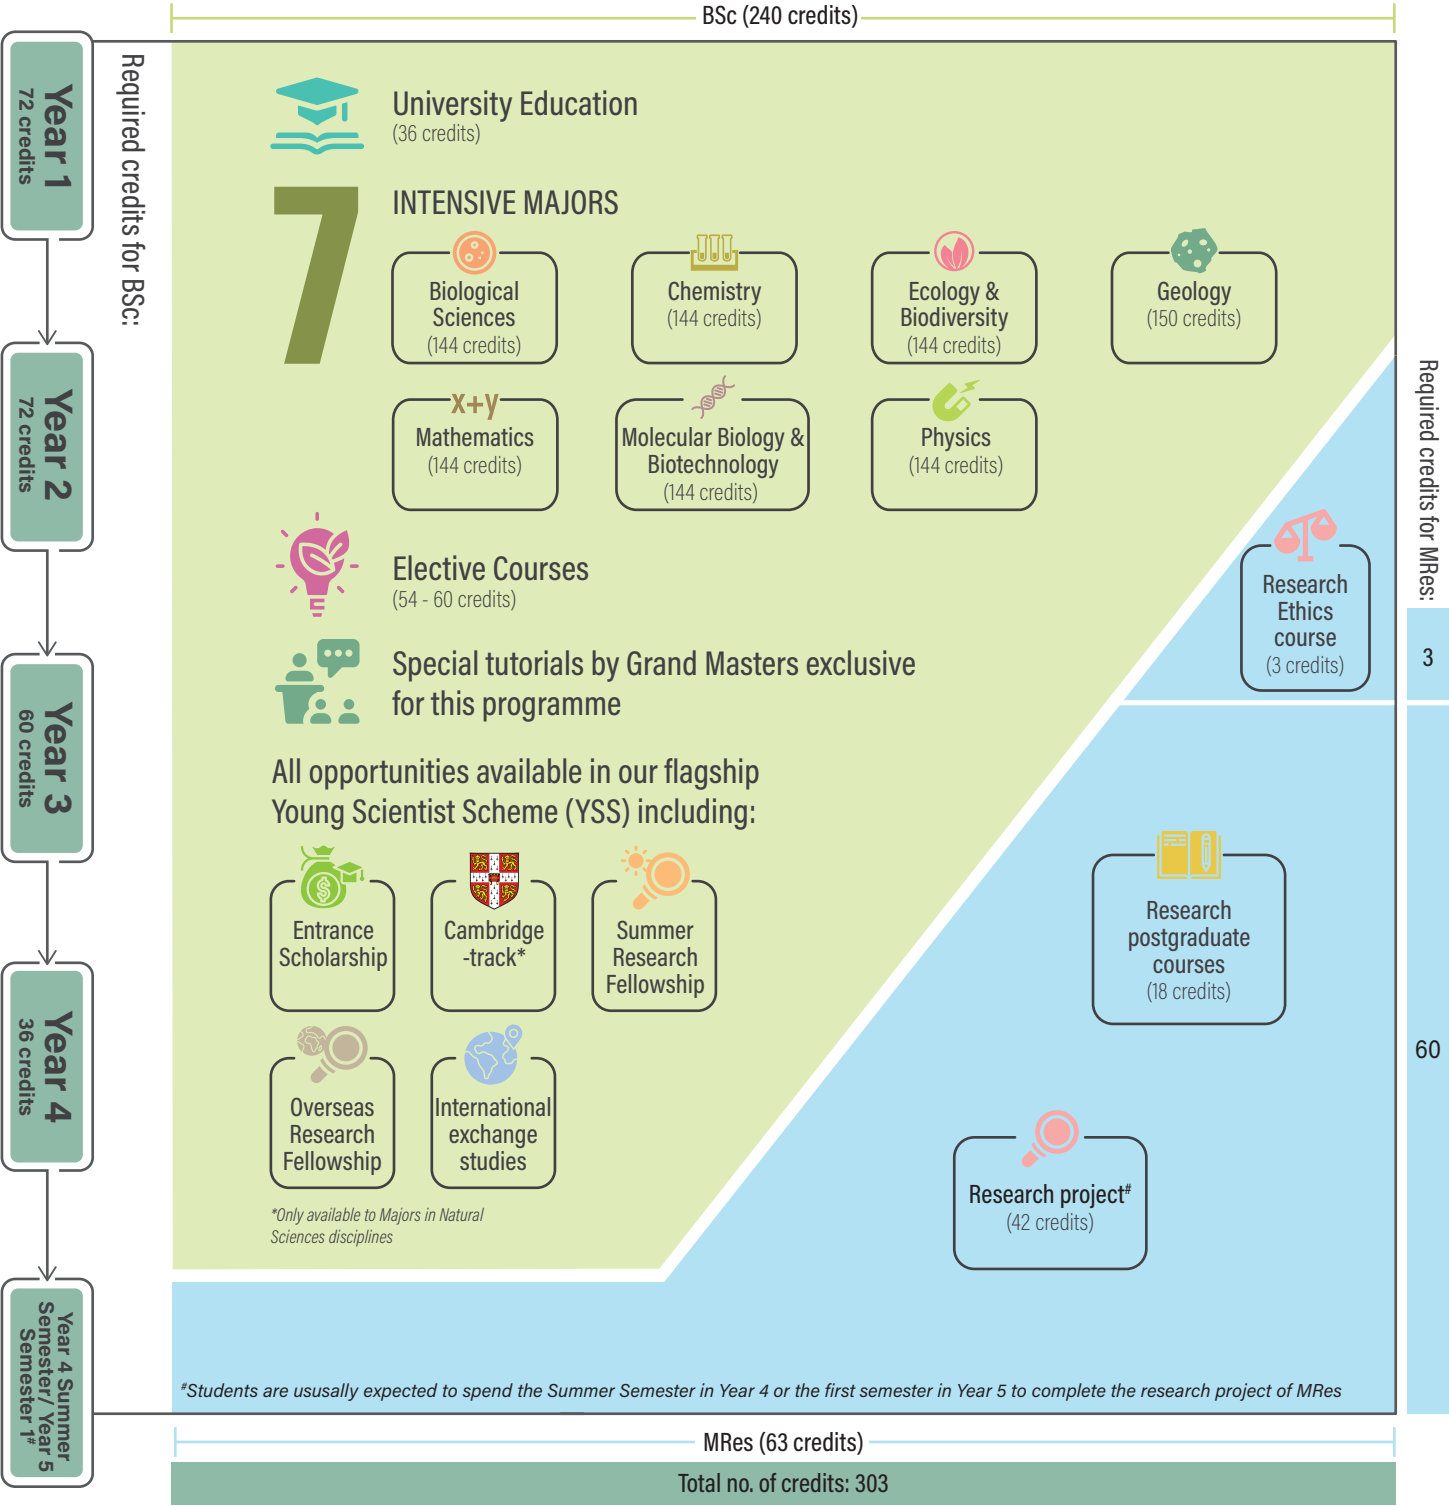 BSc (240 credits)
Required credits for BSc:
Year 1
72 credits
Year 2
72 credits
Year 3
60 credits
Year 4
36 credits
Year 4 Summer
Semester/ Year 5
Semester 1#
University Education
(36 credits)
7
INTENSIVE MAJORS
Biological
Sciences
(144 credits)
Chemistry
(144 credits)
Ecology &
Biodiversity
(144 credits)
Geology
(150 credits)
x+y
Mathematics
(144 credits)
Molecular Biology &
Biotechnology
(144 credits)
Physics
(144 credits)
Elective Courses
(54 - 60 credits)
Special tutorials by Grand Masters exclusive
for this programme
All opportunities available in our flagship
Young Scientist Scheme (YSS) including:
$
Entrance
Scholarship
Cambridge
-track*
Summer
Research
Fellowship
Overseas
Research
Fellowship
International
exchange
studies
*Only available to Majors in Natural
Sciences disciplines
Required credits for MRes:
Research
Ethics
course
(3 credits)
3
Research
postgraduate
courses
(18 credits)
60
Research project#
(42 credits)
#Students are ususally expected to spend the Summer Semester in Year 4 or the first semester in Year 5 to complete the research project of MRes
MRes (63 credits)
Total no. of credits: 303